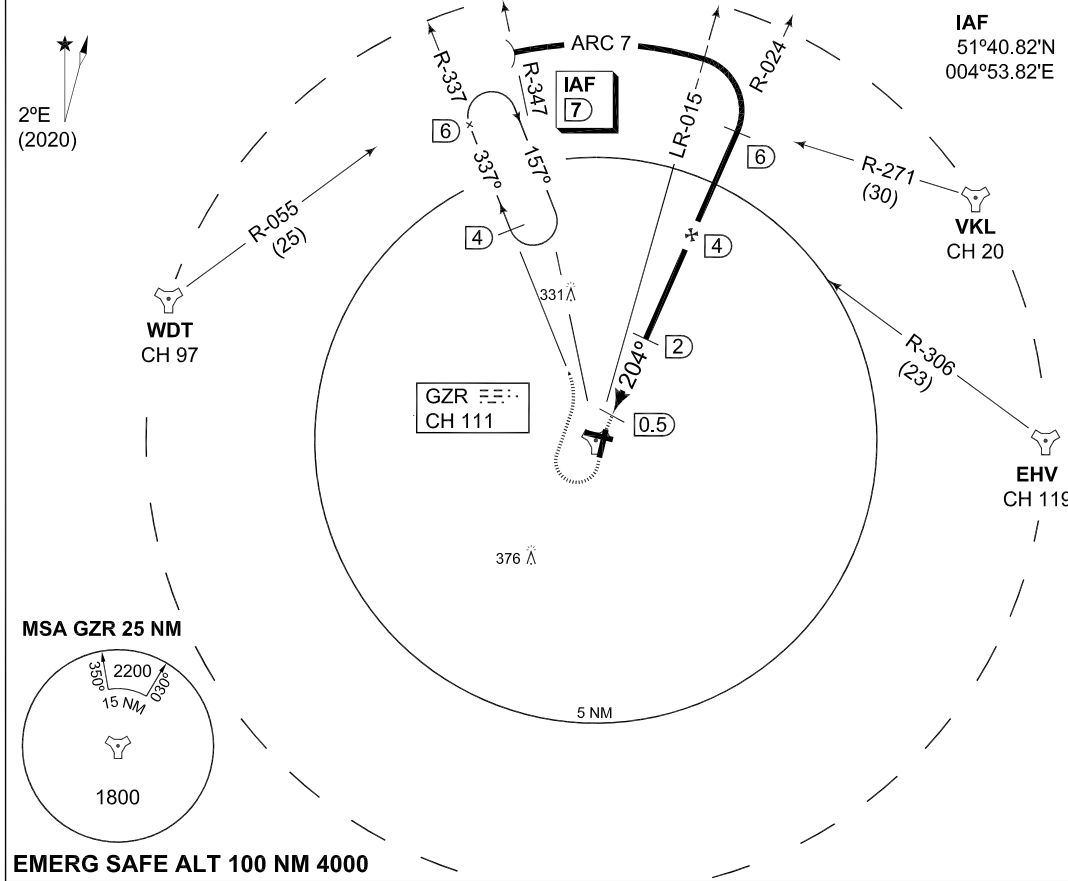 IAF
51º40.82'N
004º53.82'E
2ºE
(2020)
ARC 7
R-337
R-347
IAF
7
LR-015
R-024
6
337º
157º
4
6
R-271
(30)
VKL
CH 20
R-055
(25)
WDT
CH 97
4
331
2
204º
0.5
R-306
(23)
EHV
CH 119
GZR
CH 111
376
5 NM
MSA GZR 25 NM
350º
2200
030º
15 NM
1800
EMERG SAFE ALT 100 NM 4000